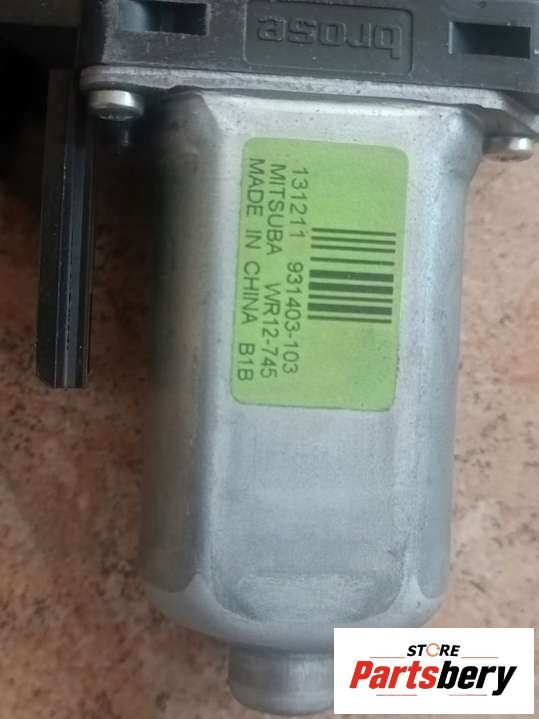 brose
131211 931403-103
MITSUBA WR12-745
MADE IN CHINA B1B
STORE
Partsbery